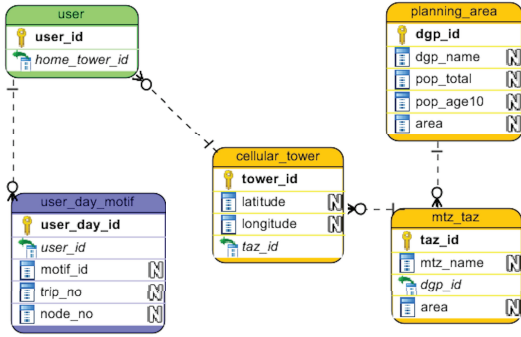 user
user_id
home_tower_id
planning_area
dgp_id
dgp_name N
pop_total N
pop_age10 N
area N
cellular_tower
tower_id
latitude N
longitude N
taz_id
user_day_motif
user_day_id
user_id
motif_id N
trip_no N
node_no N
mtz_taz
taz_id
mtz_name N
dgp_id
area N